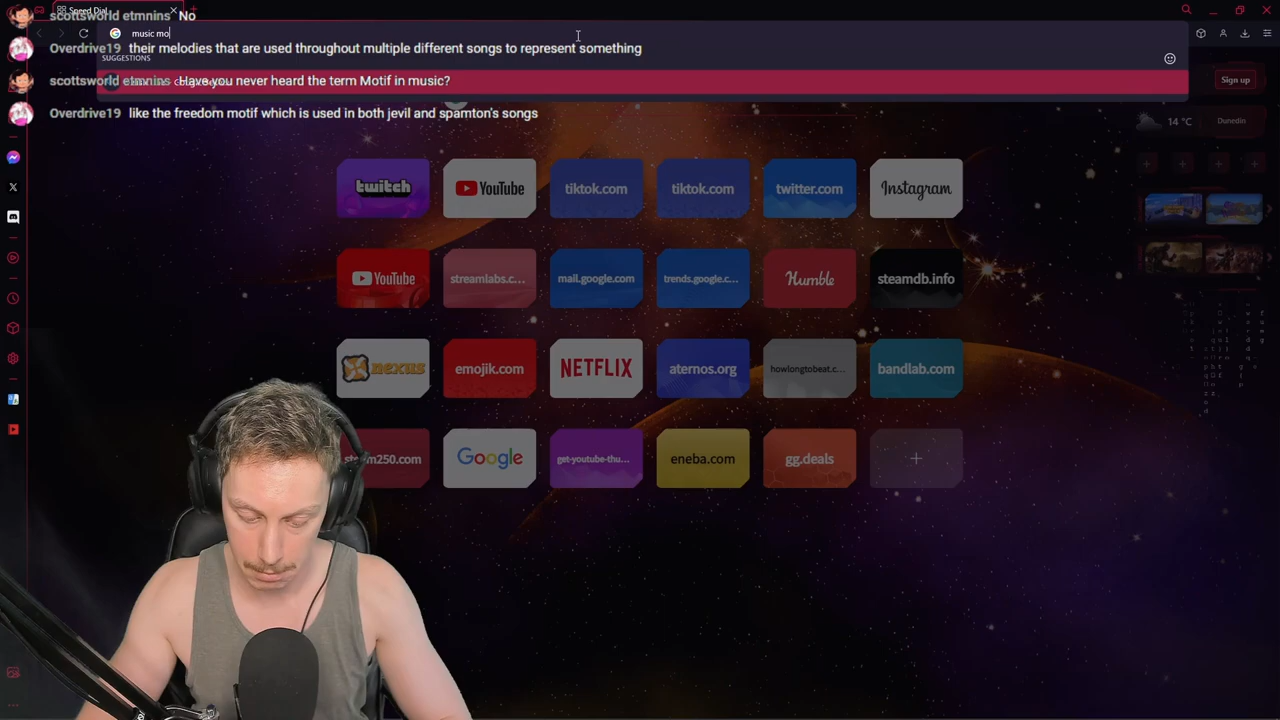 Speed Dial
scottsworld etmnins No
music mo
Overdrive19 their melodies that are used throughout multiple different songs to represent something
SUGGESTIONS
scottsworld etmnins Have you never heard the term Motif in music?
Sign up
Overdrive19 like the freedom motif which is used in both jevil and spamton's songs
14 °C
Dunedin
twitch
YouTube
tiktok.com
tiktok.com
twitter.com
Instagram
YouTube
streamlabs.c...
mail.google.com
trends.google.c...
Humble
steamdb.info
nexus
emojik.com
NETFLIX
aternos.org
howlongtobeat.c...
bandlab.com
Google
get-youtube-thu...
eneba.com
gg.deals